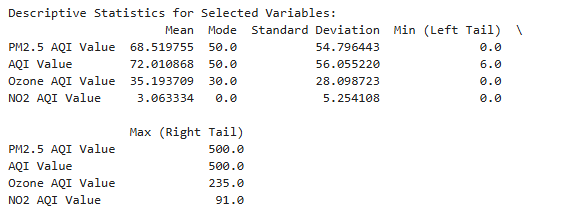 Descriptive Statistics for Selected Variables:
Mean Mode Standard Deviation Min (Left Tail) \
PM2.5 AQI Value 68.519755 50.0 54.796443 0.0
AQI Value 72.010868 50.0 56.055220 6.0
Ozone AQI Value 35.193709 30.0 28.098723 0.0
NO2 AQI Value 3.063334 0.0 5.254108 0.0
Max (Right Tail)
PM2.5 AQI Value 500.0
AQI Value 500.0
Ozone AQI Value 235.0
NO2 AQI Value 91.0